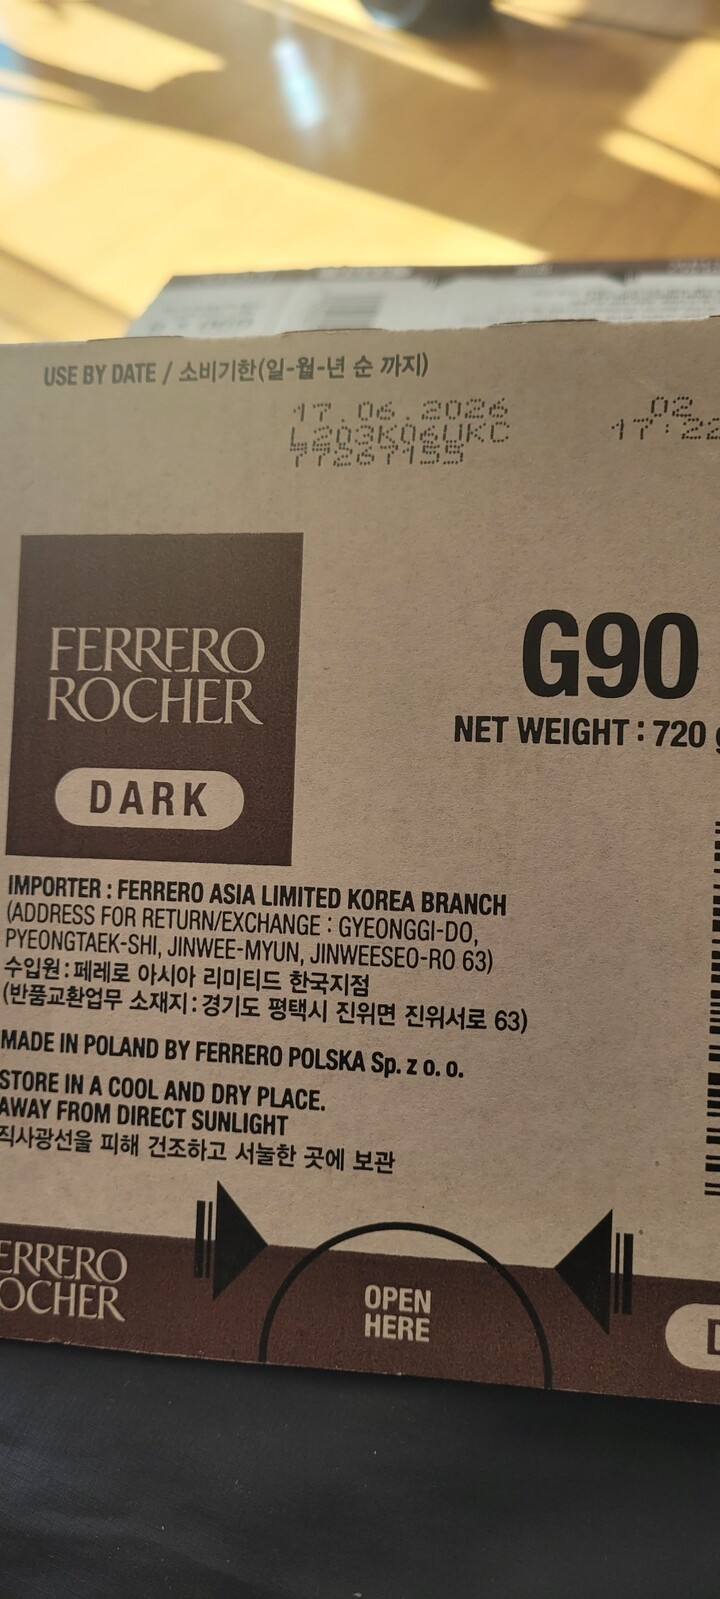 USE BY DATE / 소비기한(일-월-년 순 까지)
17.06.2026
L203K06UKC
77267155
02
17:22
FERRERO
ROCHER
DARK
G90
NET WEIGHT : 720
IMPORTER : FERRERO ASIA LIMITED KOREA BRANCH
(ADDRESS FOR RETURN/EXCHANGE : GYEONGGI-DO,
PYEONGTAEK-SHI, JINWEE-MYUN, JINWEESEO-RO 63)
수입원:페레로 아시아 리미티드 한국지점
(반품교환업무 소재지:경기도 평택시 진위면 진위서로 63)
MADE IN POLAND BY FERRERO POLSKA Sp. z o. o.
STORE IN A COOL AND DRY PLACE.
AWAY FROM DIRECT SUNLIGHT
직사광선을 피해 건조하고 서늘한 곳에 보관
FERRERO
ROCHER
OPEN
HERE